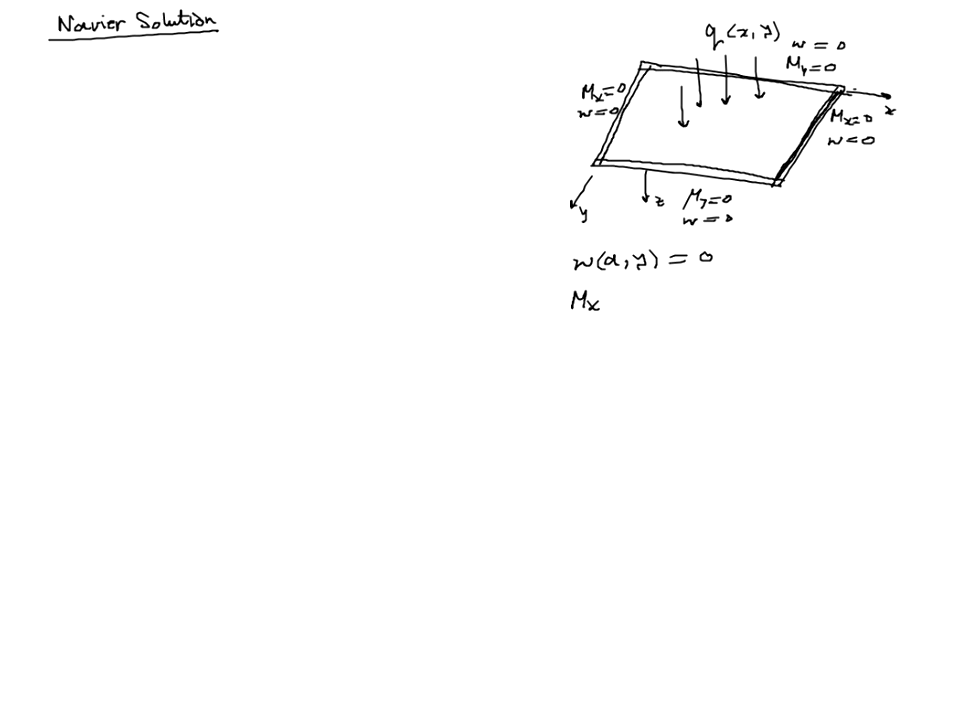 Navier Solution
q(x, y)
w = 0
My=0
Mx=0
w=0
x
Mx=0
w=0
y
z
My=0
w=0
w(a, y) = 0
Mx